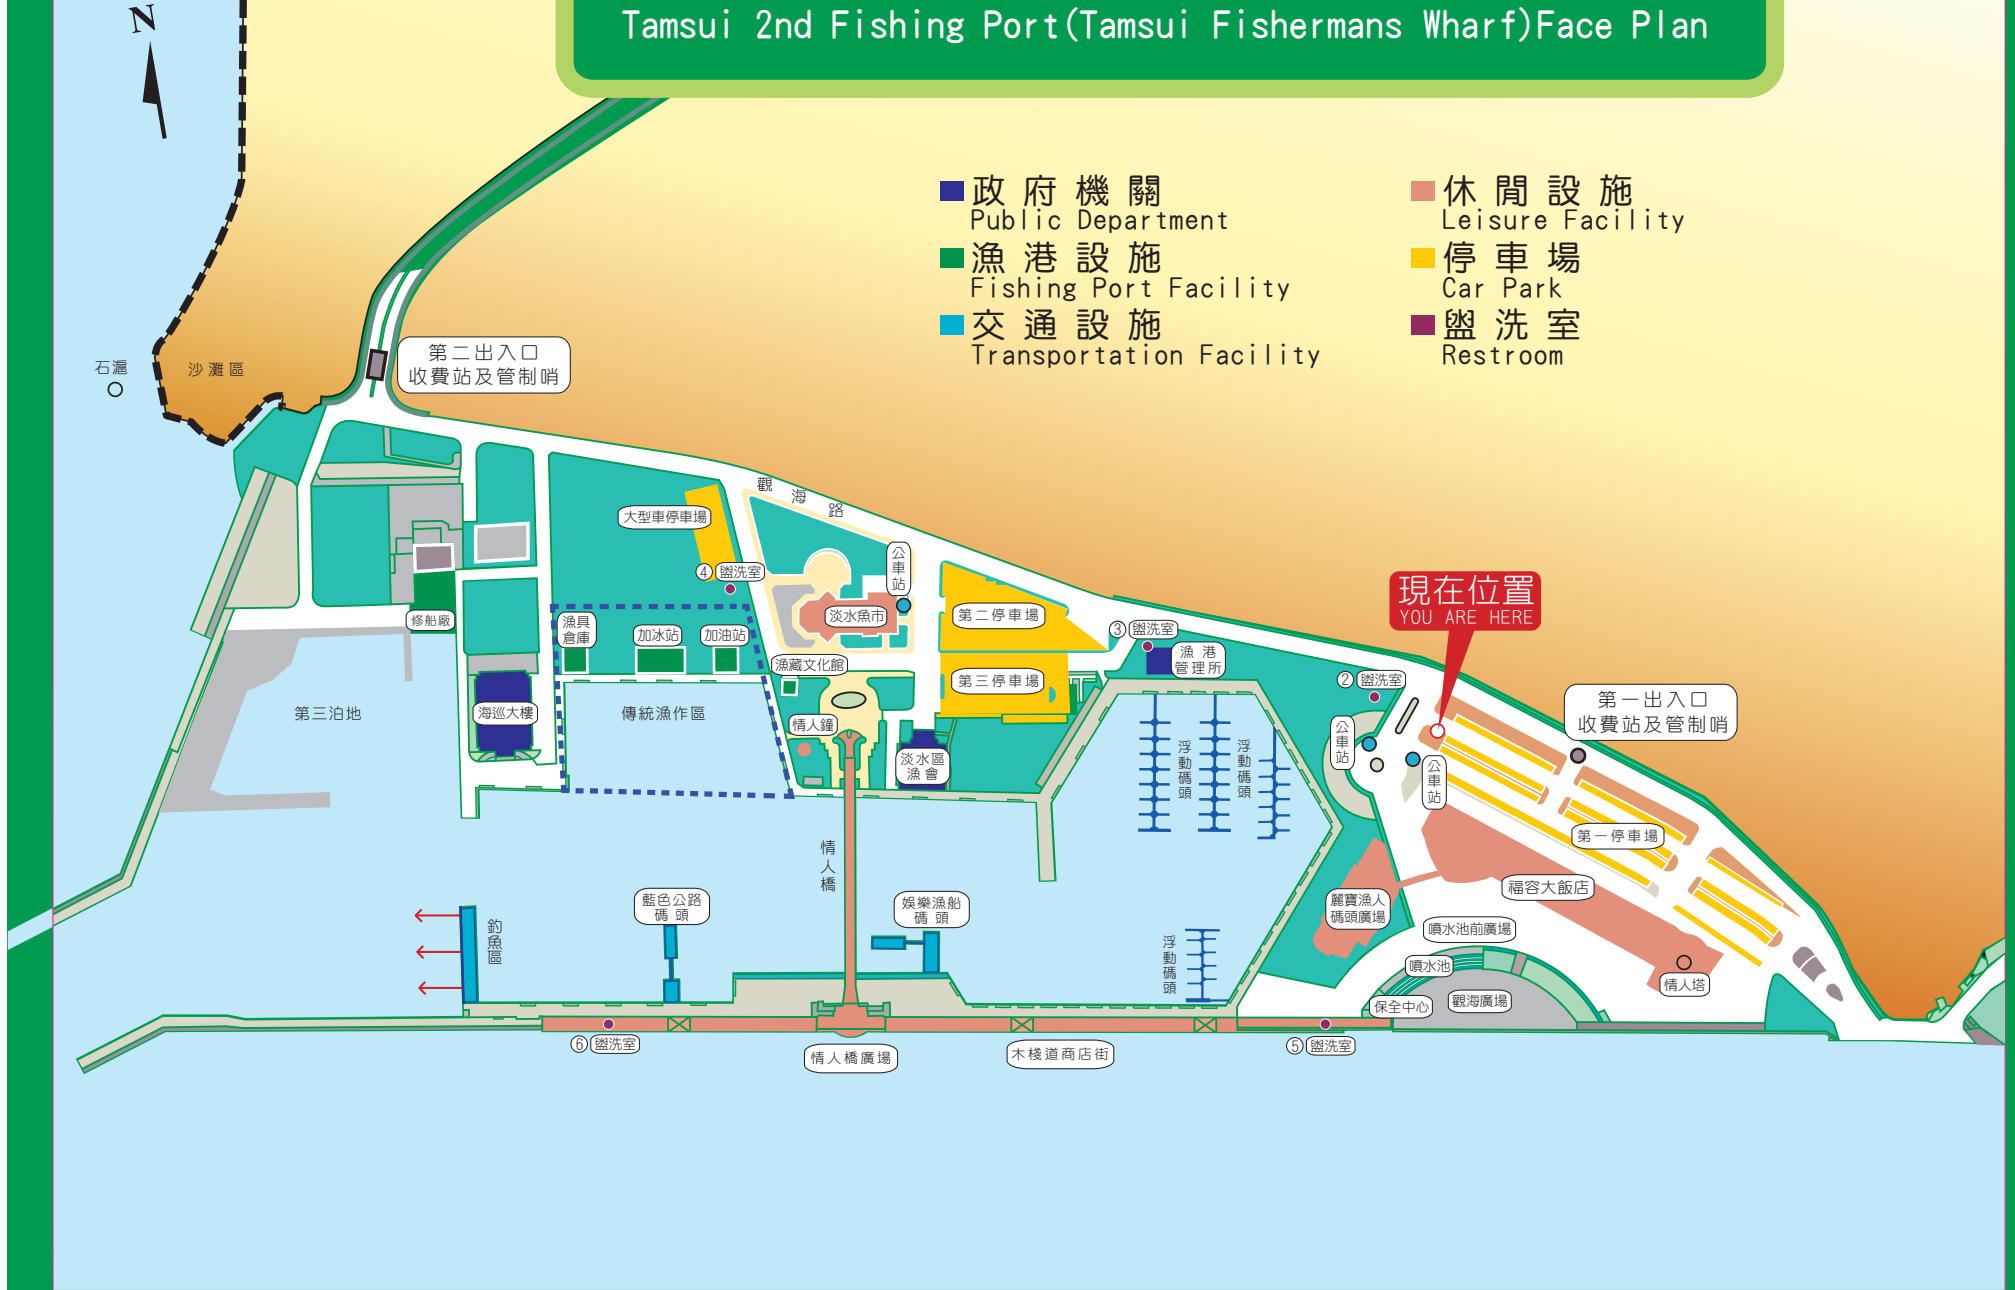 Tamsui 2nd Fishing Port(Tamsui Fishermans Wharf)Face Plan
N
政府機關
Public Department
漁港設施
Fishing Port Facility
交通設施
Transportation Facility
休閒設施
Leisure Facility
停車場
Car Park
盥洗室
Restroom
石滬
沙灘區
第二出入口
收費站及管制哨
觀海路
大型車停車場
④盥洗室
公車站
淡水魚市
第二停車場
第三停車場
③盥洗室
漁港
管理所
現在位置
YOU ARE HERE
②盥洗室
第一出入口
收費站及管制哨
公車站
公車站
第一停車場
修船廠
漁具
倉庫
加冰站
加油站
漁藏文化館
第三泊地
海巡大樓
傳統漁作區
情人鐘
淡水區
漁會
浮動碼頭
浮動碼頭
情人橋
福容大飯店
麗寶漁人
碼頭廣場
藍色公路
碼頭
娛樂漁船
碼頭
釣魚區
浮動碼頭
噴水池前廣場
噴水池
保全中心
觀海廣場
情人塔
⑥盥洗室
情人橋廣場
木棧道商店街
⑤盥洗室